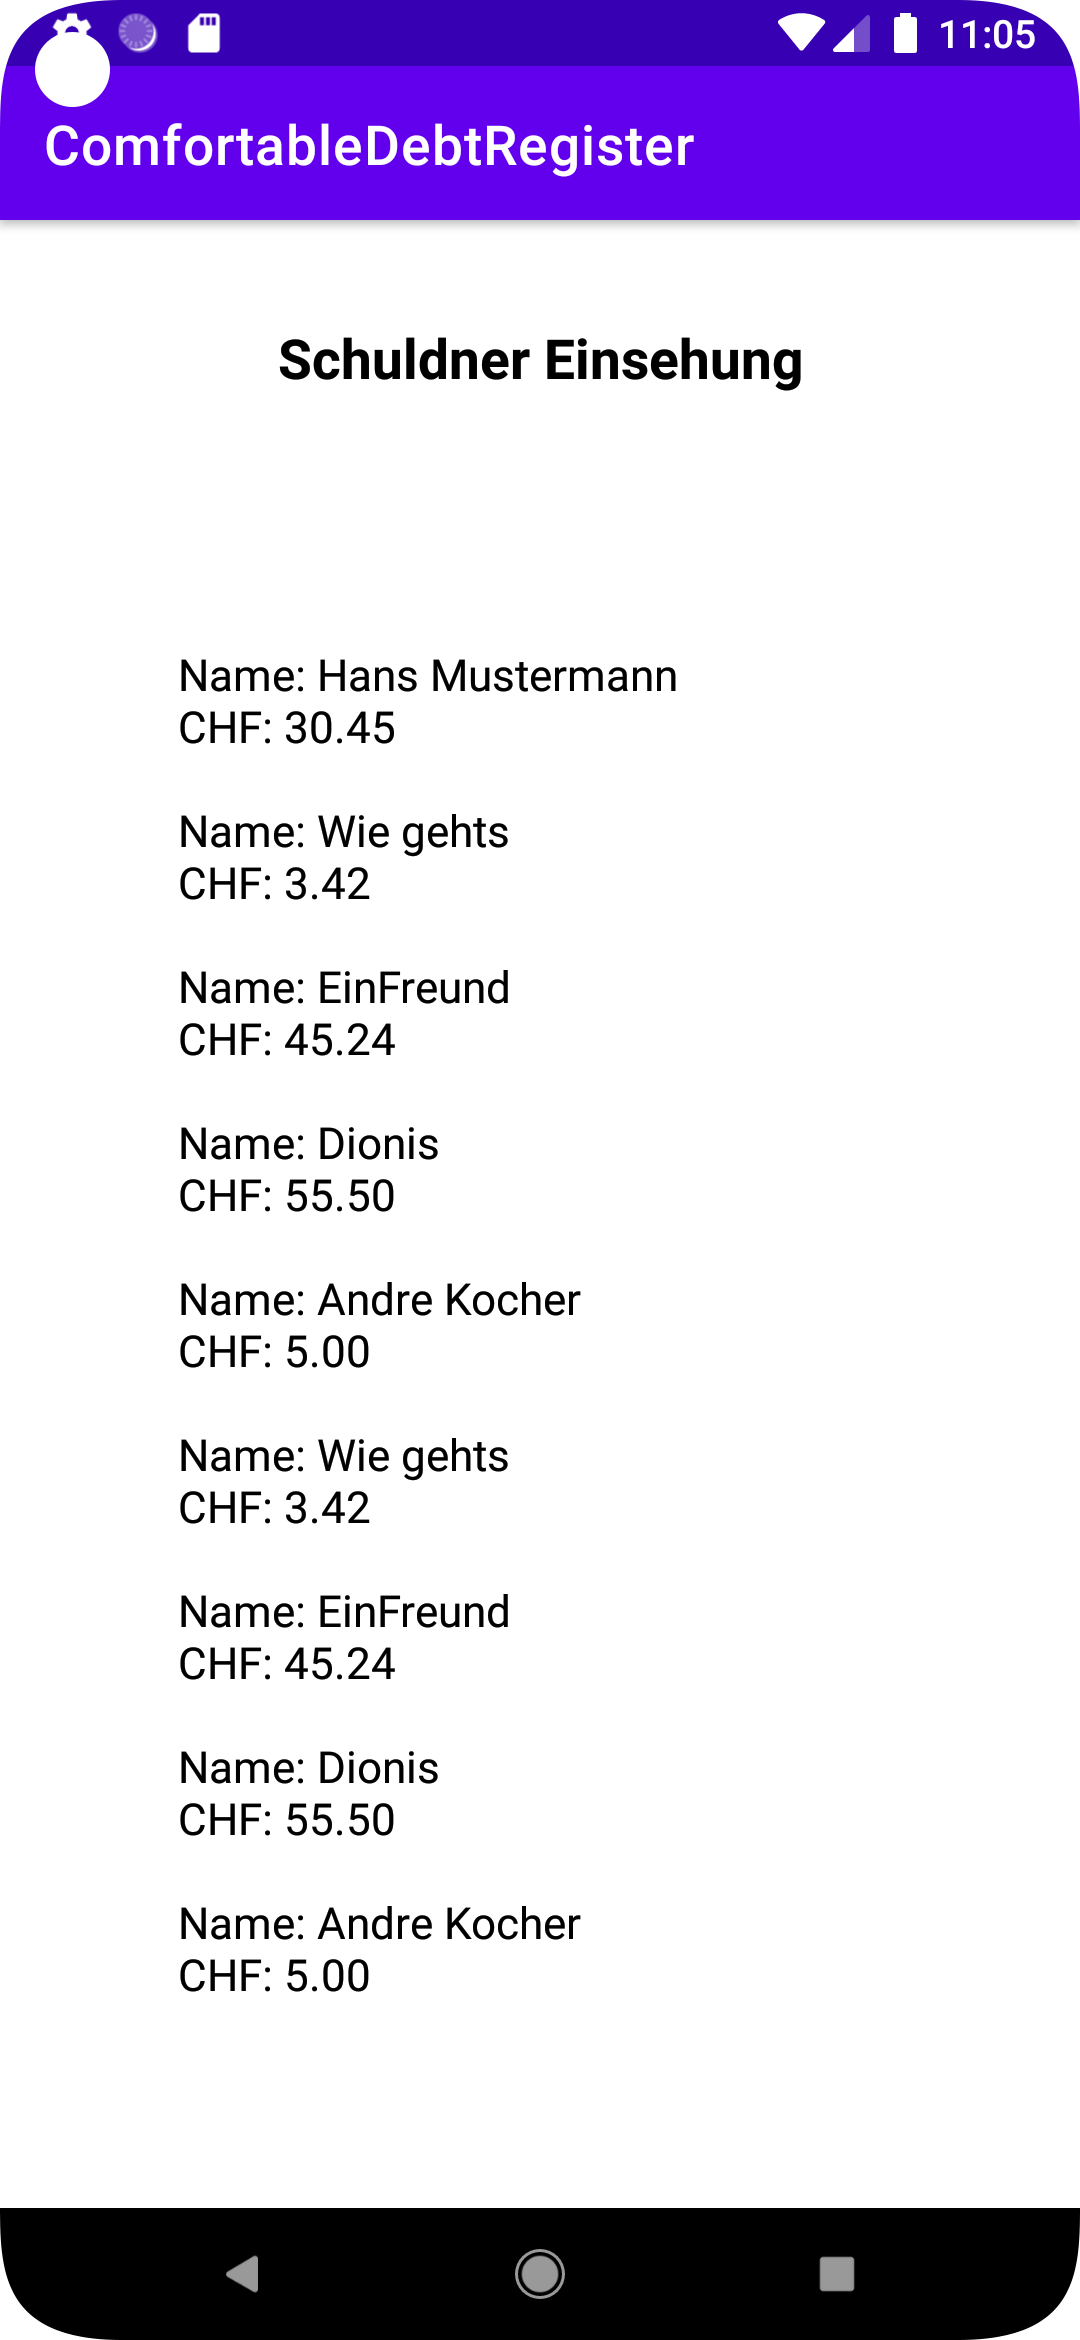 11:05
ComfortableDebtRegister
Schuldner Einsehung
Name: Hans Mustermann
CHF: 30.45
Name: Wie gehts
CHF: 3.42
Name: EinFreund
CHF: 45.24
Name: Dionis
CHF: 55.50
Name: Andre Kocher
CHF: 5.00
Name: Wie gehts
CHF: 3.42
Name: EinFreund
CHF: 45.24
Name: Dionis
CHF: 55.50
Name: Andre Kocher
CHF: 5.00